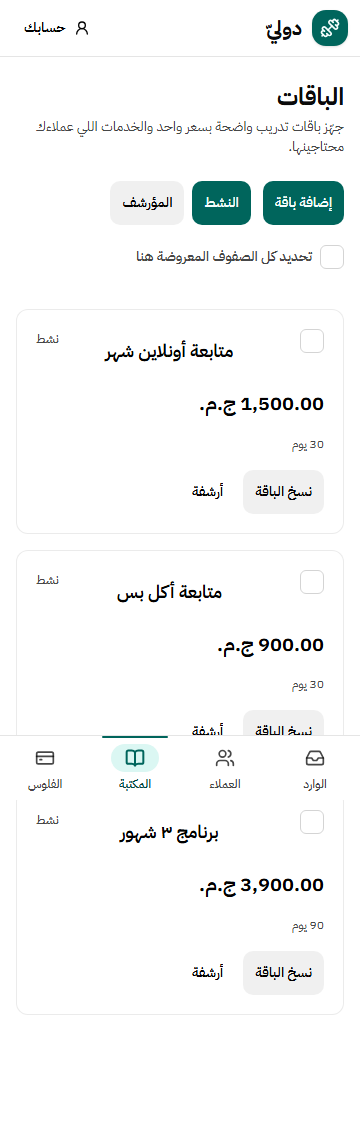 دوليّ
حسابك
الباقات
جهّز باقات تدريب واضحة بسعر واحد والخدمات اللي عملاءك
محتاجينها.
إضافة باقة
النشط
المؤرشف
تحديد كل الصفوف المعروضة هنا
متابعة أونلاين شهر
نشط
1,500.00 ج.م.
30 يوم
نسخ الباقة
أرشفة
متابعة أكل بس
نشط
900.00 ج.م.
30 يوم
نسخ الباقة
أرشفة
الوارد
العملاء
المكتبة
الفلوس
برنامج ٣ شهور
نشط
3,900.00 ج.م.
90 يوم
نسخ الباقة
أرشفة